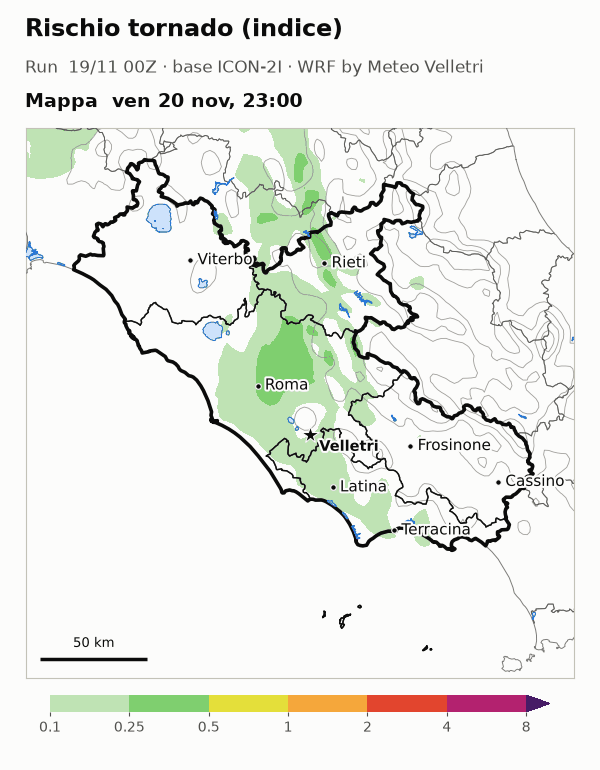 Rischio tornado (indice)
Run  19/11 00Z · base ICON-2I · WRF by Meteo Velletri
Mappa  ven 20 nov, 23:00
Viterbo
Rieti
Roma
Velletri
Frosinone
Latina
Cassino
Terracina
50 km
0.1 0.25 0.5 1 2 4 8